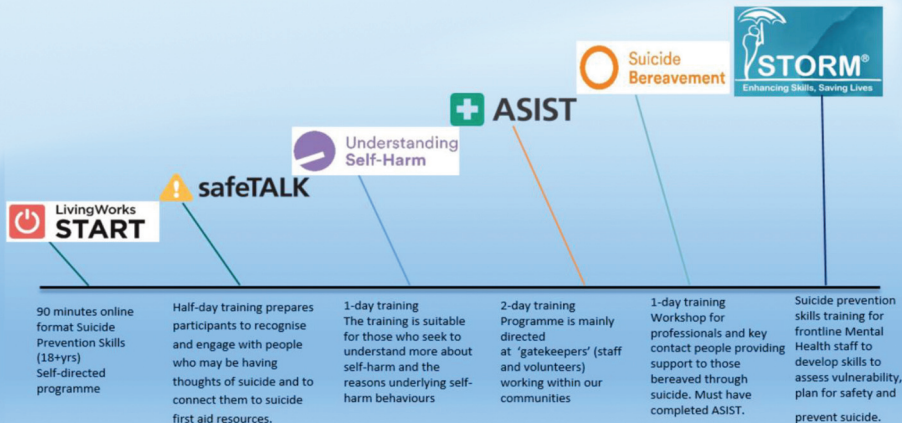 LivingWorks
START
safeTALK
Understanding
Self-Harm
ASIST
Suicide
Bereavement
STORM®
Enhancing Skills, Saving Lives
90 minutes online
format Suicide
Prevention Skills
(18+yrs)
Self-directed
programme
Half-day training prepares
participants to recognise
and engage with people
who may be having
thoughts of suicide and to
connect them to suicide
first aid resources.
1-day training
The training is suitable
for those who seek to
understand more about
self-harm and the
reasons underlying self-
harm behaviours
2-day training
Programme is mainly
directed
at 'gatekeepers' (staff
and volunteers)
working within our
communities
1-day training
Workshop for
professionals and key
contact people providing
support to those
bereaved through
suicide. Must have
completed ASIST.
Suicide prevention
skills training for
frontline Mental
Health staff to
develop skills to
assess vulnerability,
plan for safety and
prevent suicide.